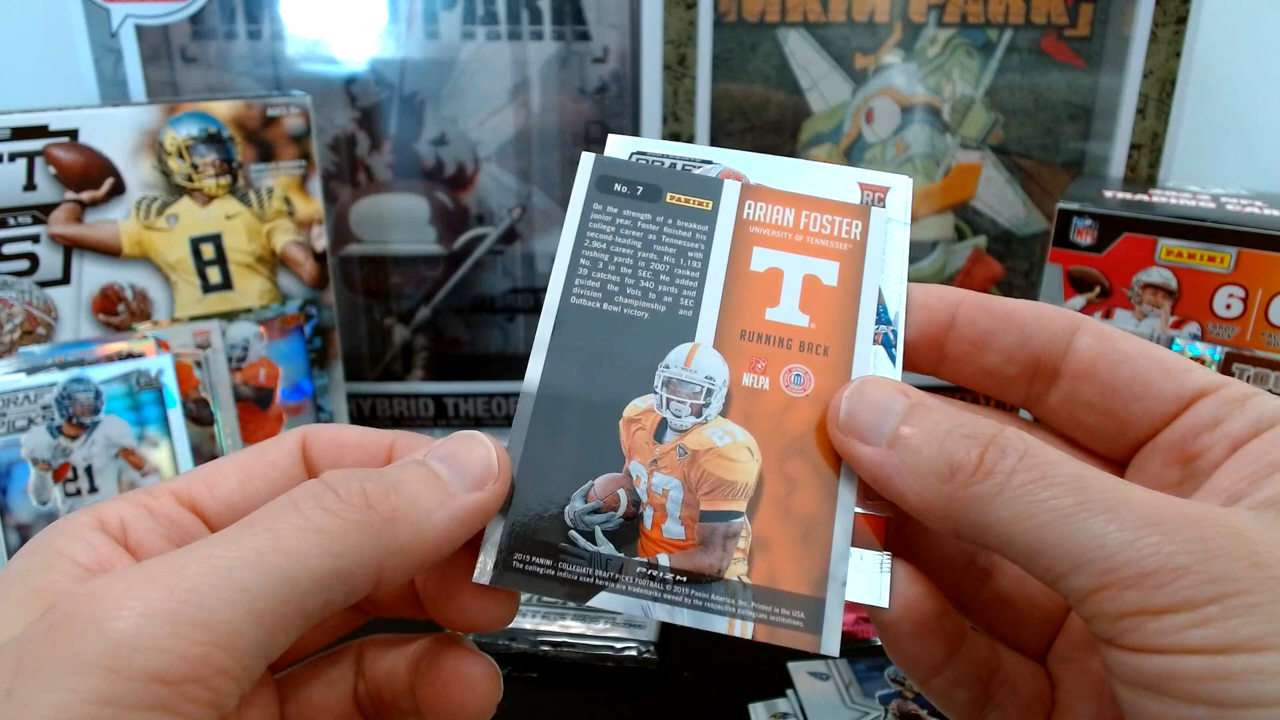 LINKIN PARK
8
21
HYBRID THEORY
DRAFT
PICKS
RC
No. 7
PANINI
On the strength of a breakout
junior year, Foster finished his
college career as Tennessee's
second-leading rusher with
2,964 career yards. His 1,193
rushing yards in 2007 ranked
No. 3 in the SEC. He added
39 catches for 340 yards and
guided the Vols to an SEC
division championship and
Outback Bowl victory.
ARIAN FOSTER
UNIVERSITY OF TENNESSEE
T
RUNNING BACK
NFLPA
27
PRIZM
2015 PANINI - COLLEGIATE DRAFT PICKS FOOTBALL © 2015 Panini America, Inc. Printed in the USA.
The collegiate indicia used herein are trademarks owned by the respective collegiate institutions.
NFL
PANINI
6
CARDS